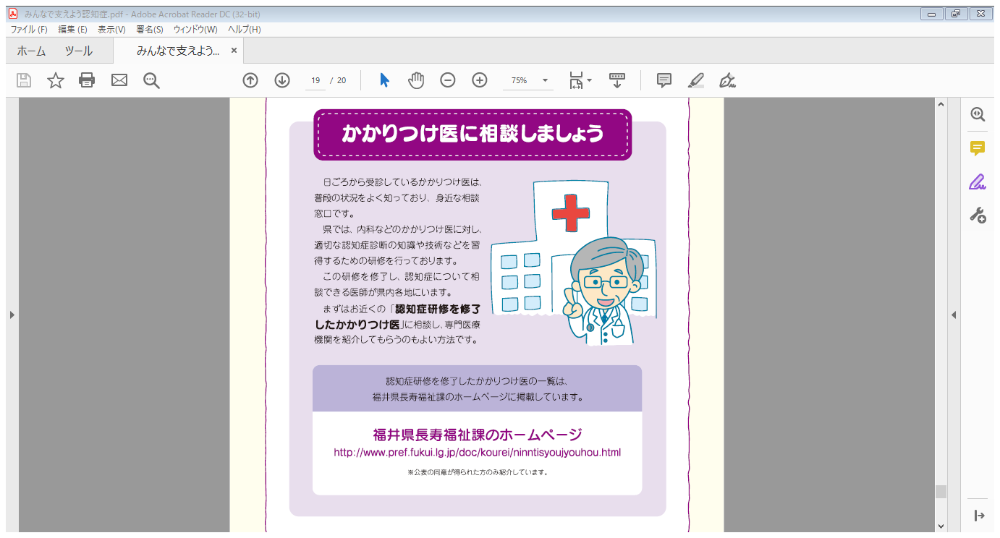 みんなで支えよう認知症.pdf - Adobe Acrobat Reader DC (32-bit)
ファイル(F) 編集(E) 表示(V) 署名(S) ウィンドウ(W) ヘルプ(H)
ホーム ツール みんなで支えよう... ×
19 / 20 75%
かかりつけ医に相談しましょう
日ごろから受診しているかかりつけ医は、
普段の状況をよく知っており、身近な相談
窓口です。
県では、内科などのかかりつけ医に対し、
適切な認知症診断の知識や技術などを習
得するための研修を行っております。
この研修を修了し、認知症について相
談できる医師が県内各地にいます。
まずはお近くの「認知症研修を修了
したかかりつけ医」に相談し、専門医療
機関を紹介してもらうのもよい方法です。
認知症研修を修了したかかりつけ医の一覧は、
福井県長寿福祉課のホームページに掲載しています。
福井県長寿福祉課のホームページ
http://www.pref.fukui.lg.jp/doc/kourei/ninntisyoujyouhou.html
※公表の同意が得られた方のみ紹介しています。